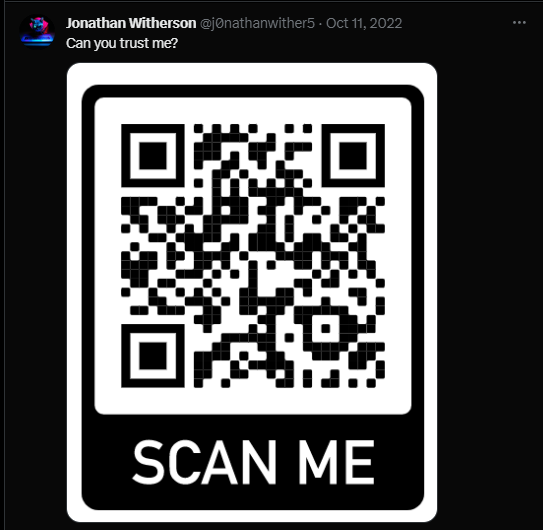 Jonathan Witherson @j0nathanwither5 · Oct 11, 2022
Can you trust me?
SCAN ME